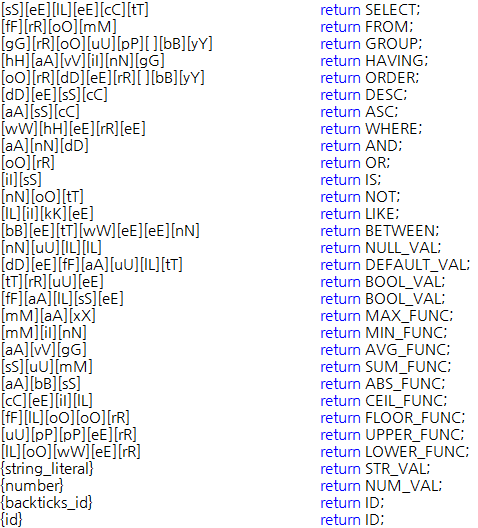 [sS][eE][lL][eE][cC][tT] return SELECT;
[fF][rR][oO][mM] return FROM;
[gG][rR][oO][uU][pP][ ][bB][yY] return GROUP;
[hH][aA][vV][iI][nN][gG] return HAVING;
[oO][rR][dD][eE][rR][ ][bB][yY] return ORDER;
[dD][eE][sS][cC] return DESC;
[aA][sS][cC] return ASC;
[wW][hH][eE][rR][eE] return WHERE;
[aA][nN][dD] return AND;
[oO][rR] return OR;
[iI][sS] return IS;
[nN][oO][tT] return NOT;
[lL][iI][kK][eE] return LIKE;
[bB][eE][tT][wW][eE][eE][nN] return BETWEEN;
[nN][uU][lL][lL] return NULL_VAL;
[dD][eE][fF][aA][uU][lL][tT] return DEFAULT_VAL;
[tT][rR][uU][eE] return BOOL_VAL;
[fF][aA][lL][sS][eE] return BOOL_VAL;
[mM][aA][xX] return MAX_FUNC;
[mM][iI][nN] return MIN_FUNC;
[aA][vV][gG] return AVG_FUNC;
[sS][uU][mM] return SUM_FUNC;
[aA][bB][sS] return ABS_FUNC;
[cC][eE][iI][lL] return CEIL_FUNC;
[fF][lL][oO][oO][rR] return FLOOR_FUNC;
[uU][pP][pP][eE][rR] return UPPER_FUNC;
[lL][oO][wW][eE][rR] return LOWER_FUNC;
{string_literal} return STR_VAL;
{number} return NUM_VAL;
{backticks_id} return ID;
{id} return ID;